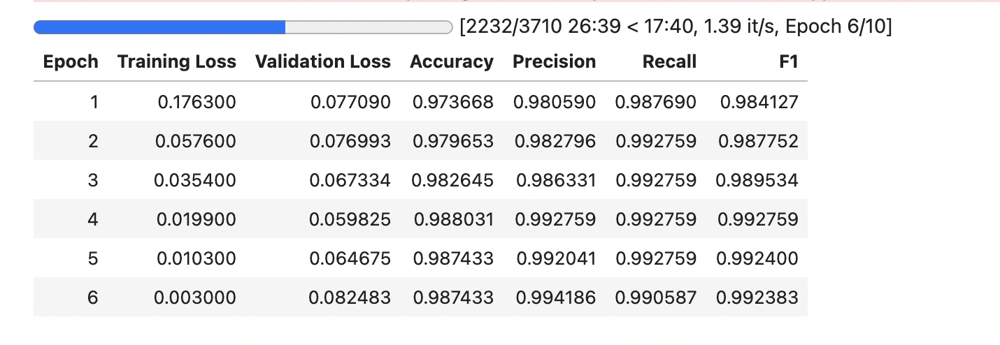 [2232/3710 26:39 < 17:40, 1.39 it/s, Epoch 6/10]
Epoch Training Loss Validation Loss Accuracy Precision Recall F1
1 0.176300 0.077090 0.973668 0.980590 0.987690 0.984127
2 0.057600 0.076993 0.979653 0.982796 0.992759 0.987752
3 0.035400 0.067334 0.982645 0.986331 0.992759 0.989534
4 0.019900 0.059825 0.988031 0.992759 0.992759 0.992759
5 0.010300 0.064675 0.987433 0.992041 0.992759 0.992400
6 0.003000 0.082483 0.987433 0.994186 0.990587 0.992383